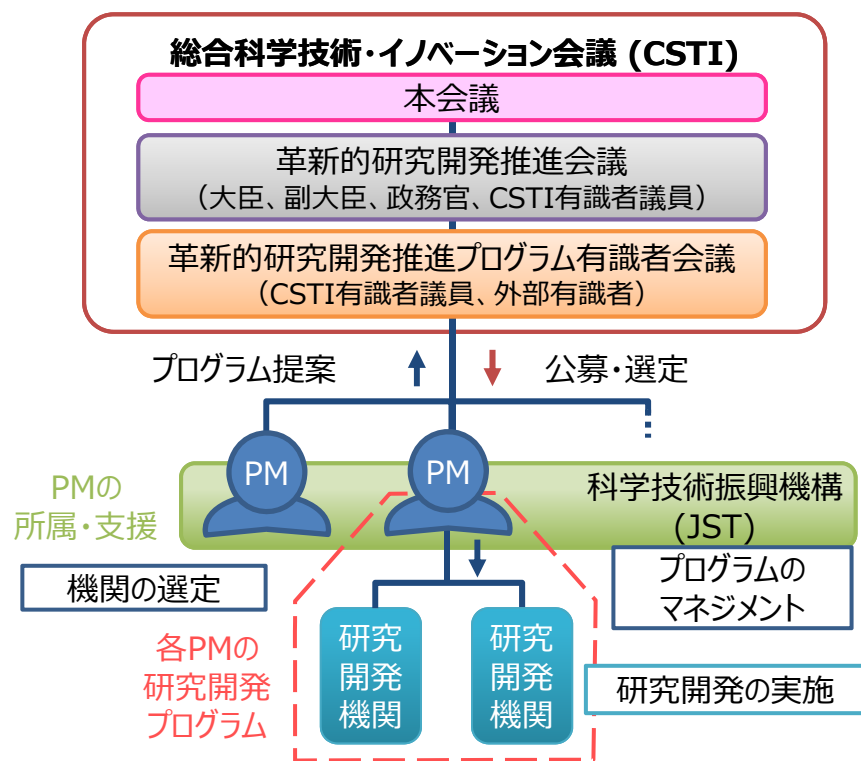 総合科学技術・イノベーション会議 (CSTI)
本会議
革新的研究開発推進会議
（大臣、副大臣、政務官、CSTI有識者議員）
革新的研究開発推進プログラム有識者会議
（CSTI有識者議員、外部有識者）
プログラム提案
公募・選定
PM
PM
PMの
所属・支援
科学技術振興機構
(JST)
機関の選定
プログラムの
マネジメント
各PMの
研究開発
プログラム
研究
開発
機関
研究
開発
機関
研究開発の実施